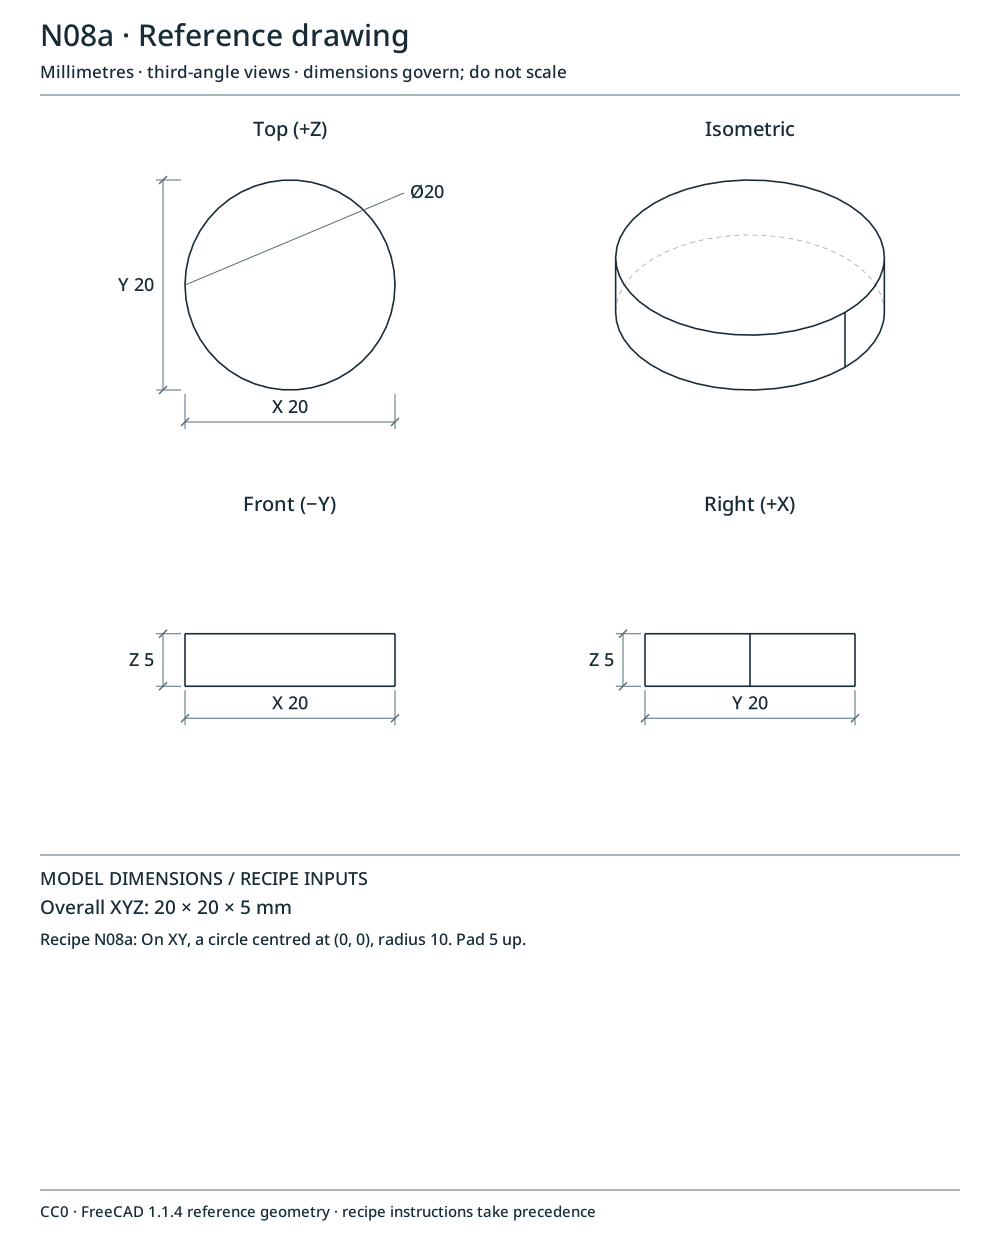 N08a · Reference drawing
Millimetres · third-angle views · dimensions govern; do not scale
Top (+Z)
Isometric
Ø20
Y 20
X 20
Front (−Y)
Right (+X)
Z 5
X 20
Z 5
Y 20
MODEL DIMENSIONS / RECIPE INPUTS
Overall XYZ: 20 × 20 × 5 mm
Recipe N08a: On XY, a circle centred at (0, 0), radius 10. Pad 5 up.
CC0 · FreeCAD 1.1.4 reference geometry · recipe instructions take precedence